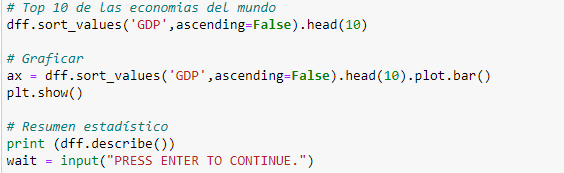 # Top 10 de las economias del mundo
dff.sort_values('GDP',ascending=False).head(10)
# Graficar
ax = dff.sort_values('GDP',ascending=False).head(10).plot.bar()
plt.show()
# Resumen estadístico
print (dff.describe())
wait = input("PRESS ENTER TO CONTINUE.")